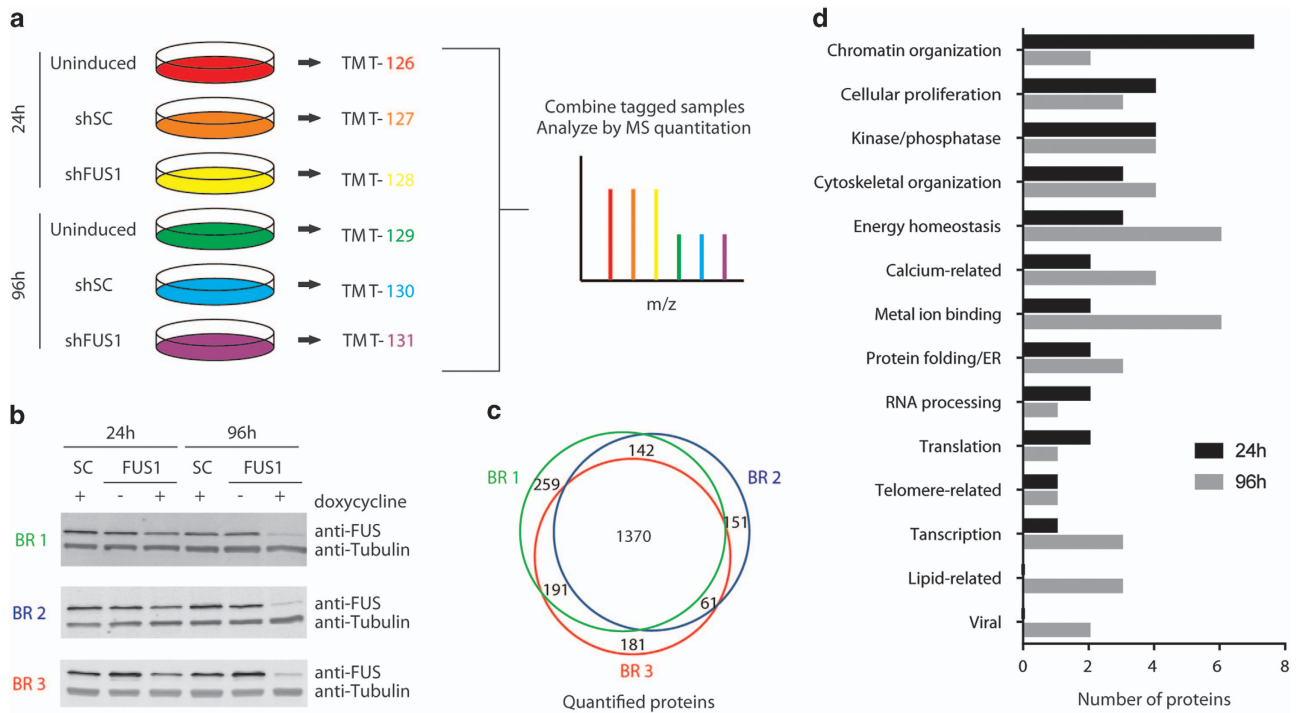 a
24h
Uninduced
TMT-126
shSC
TMT-127
shFUS1
TMT-128
96h
Uninduced
TMT-129
shSC
TMT-130
shFUS1
TMT-131
Combine tagged samples
Analyze by MS quantitation
m/z
b
24h 96h
SC FUS1 SC FUS1
+ - + + - + doxycycline
BR 1
anti-FUS
anti-Tubulin
BR 2
anti-FUS
anti-Tubulin
BR 3
anti-FUS
anti-Tubulin
c
142
BR 1
BR 2
259
151
1370
191
61
181
BR 3
Quantified proteins
d
Chromatin organization
Cellular proliferation
Kinase/phosphatase
Cytoskeletal organization
Energy homeostasis
Calcium-related
Metal ion binding
Protein folding/ER
RNA processing
Translation
Telomere-related
Tanscription
Lipid-related
Viral
24h
96h
0 2 4 6 8
Number of proteins